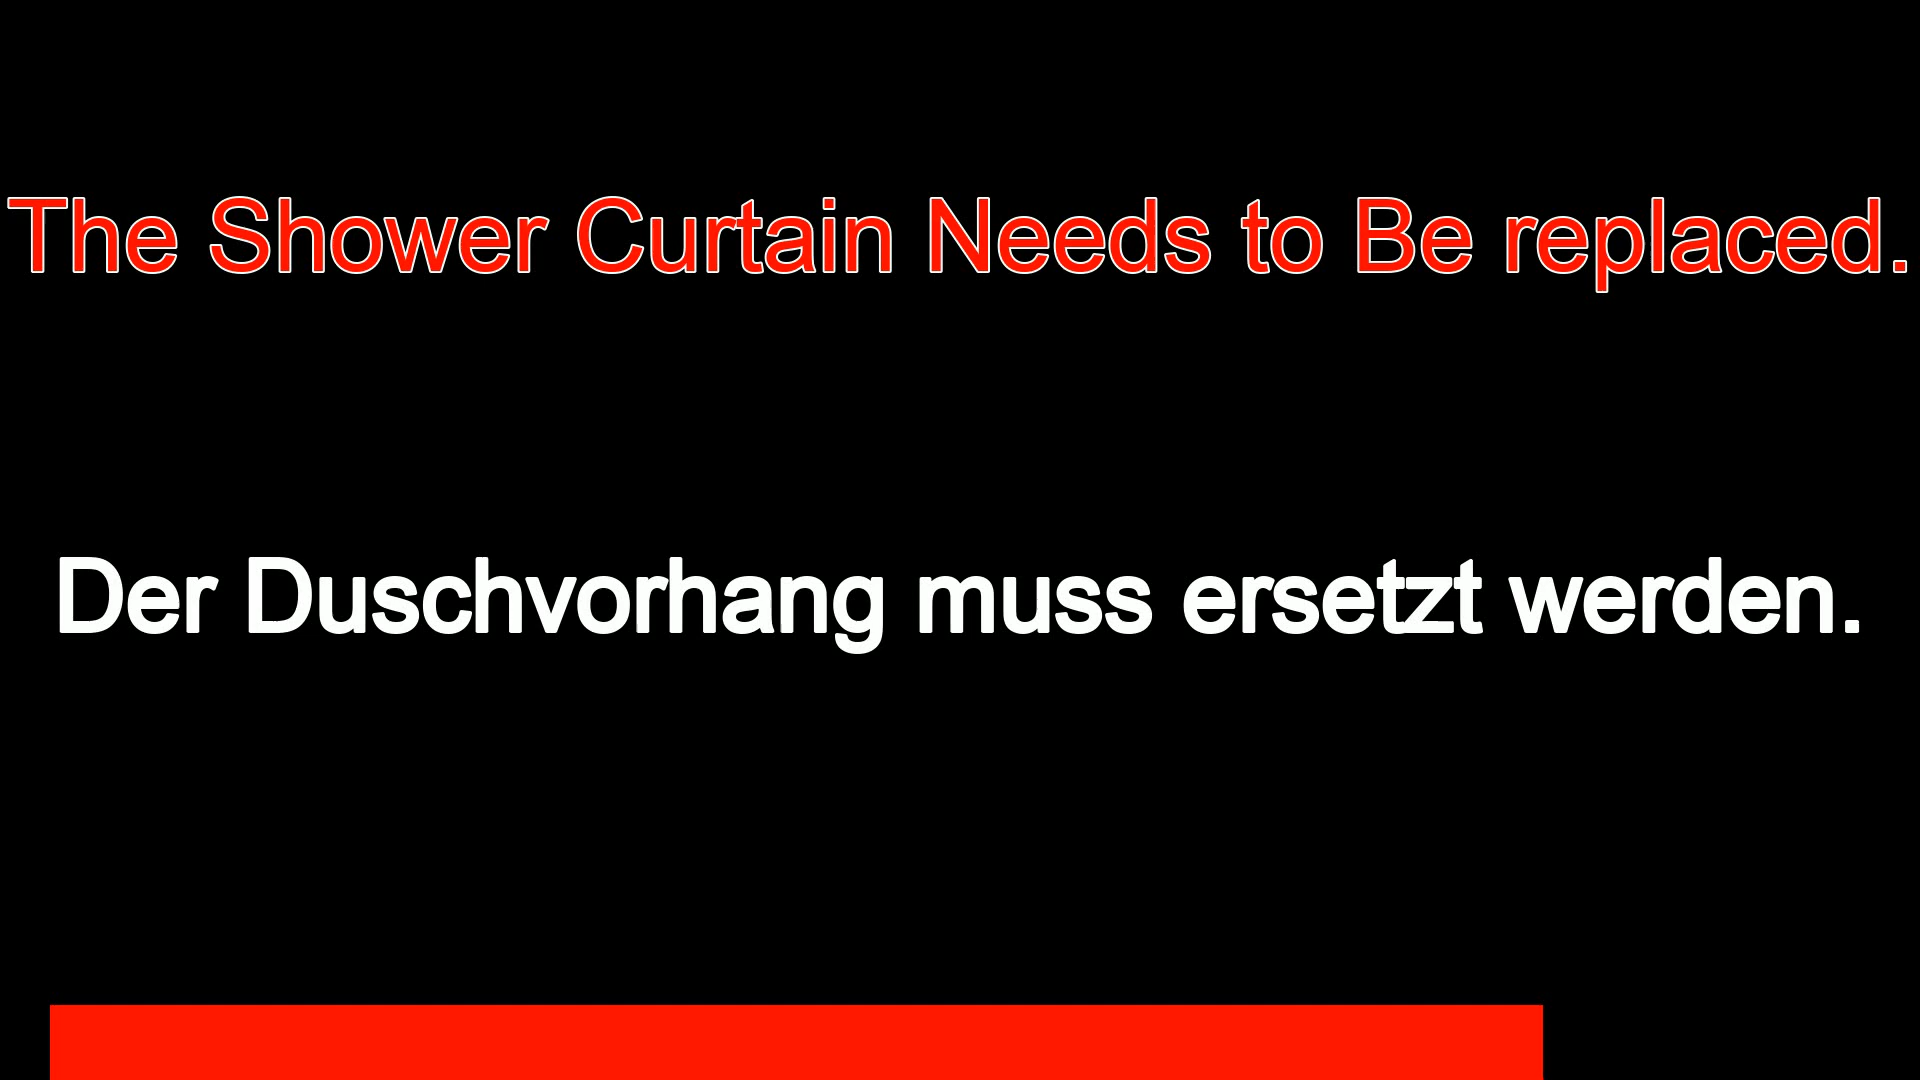 The Shower Curtain Needs to Be replaced.
Der Duschvorhang muss ersetzt werden.